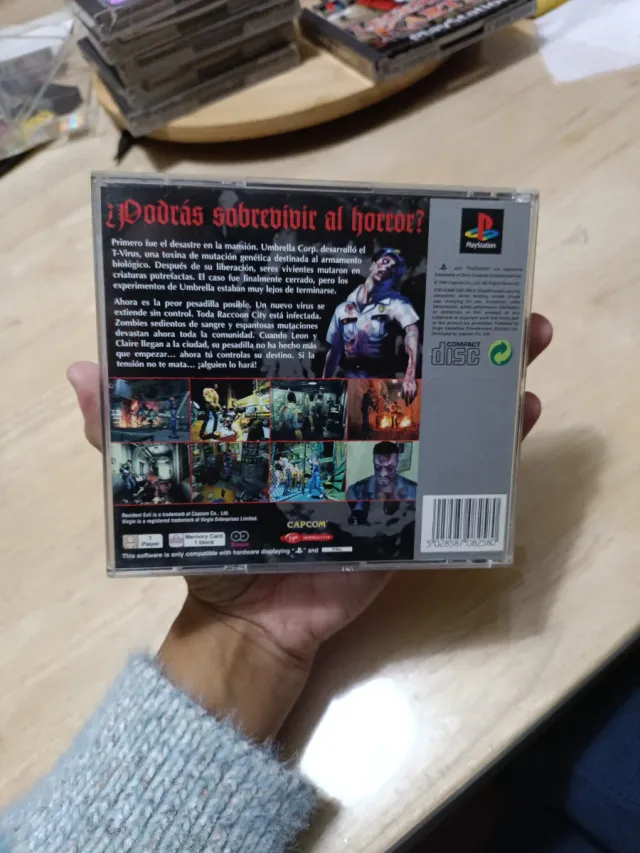 ¿Podrás sobrevivir al horror?
Primero fue el desastre en la mansión. Umbrella Corp. desarrolló el
T-Virus, una toxina de mutación genética destinada al armamento
biológico. Después de su liberación, seres vivientes mutaron en
criaturas putrefactas. El caso fue finalmente cerrado, pero los
experimentos de Umbrella estabún muy lejos de terminarse.
Ahora es la peor pesadilla posible. Un nuevo virus se
extiende sin control. Toda Raccoon City está infectada.
Zombies sedientos de sangre y espantosas mutaciones
devastan ahora toda la comunidad. Cuando Leon y
Claire llegan a la ciudad, su pesadilla no ha hecho más
que empezar... ahora tú controlas su destino. Si la
tensión no te mata... ¡alguien lo hará!
PlayStation
COMPACT
disc
Resident Evil is a trademark of Capcom Co., Ltd.
Virgin is a registered trademark of Virgin Enterprises Limited.
CAPCOM
Virgin INTERACTIVE
1
Player
Memory Card
1 block
This software is only compatible with hardware displaying " " and PAL
5 028587 082580